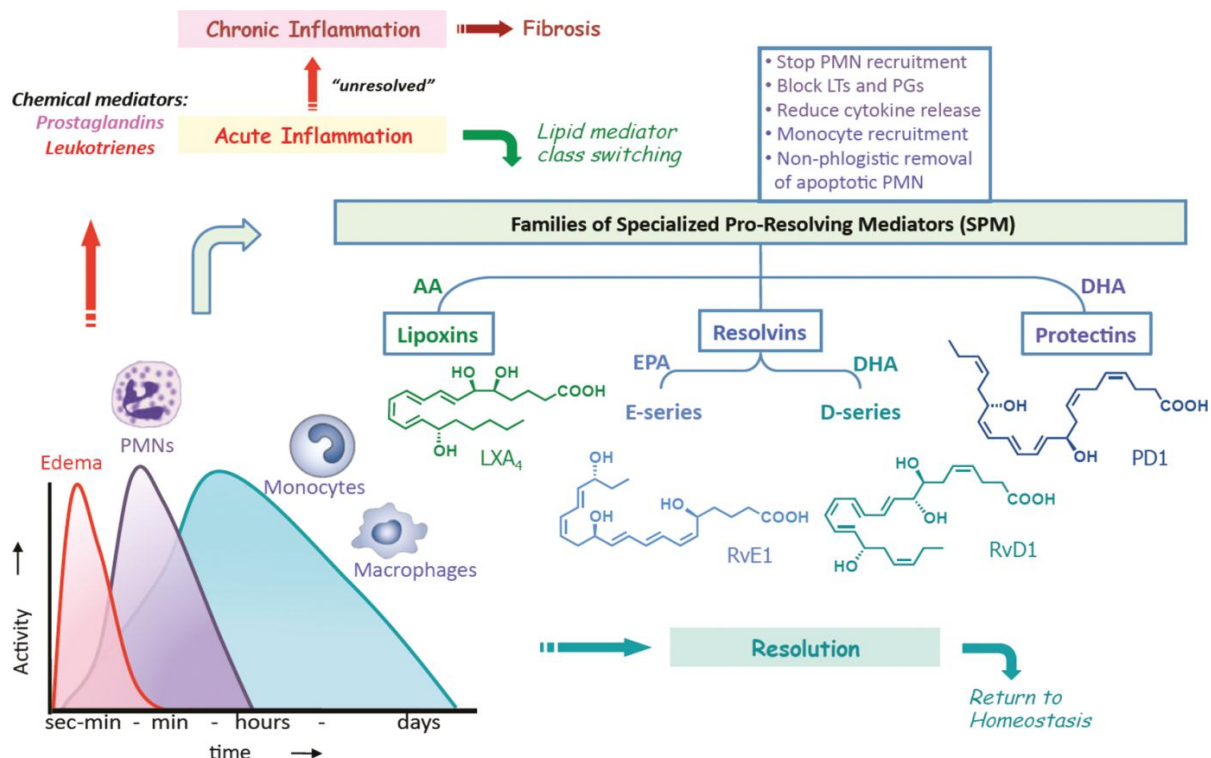 Chronic Inflammation
Fibrosis
"unresolved"
Chemical mediators:
Prostaglandins
Leukotrienes
Acute Inflammation
Lipid mediator
class switching
• Stop PMN recruitment
• Block LTs and PGs
• Reduce cytokine release
• Monocyte recruitment
• Non-phlogistic removal
of apoptotic PMN
Families of Specialized Pro-Resolving Mediators (SPM)
AA
DHA
Lipoxins
Resolvins
Protectins
EPA
DHA
E-series
D-series
HO
OH
COOH
OH
LXA4
OH
COOH
OH
PD1
OH
HO
OH
COOH
RvE1
HO
OH
COOH
HO
RvD1
PMNs
Edema
Monocytes
Macrophages
Activity
sec-min - min - hours - days
time
Resolution
Return to
Homeostasis